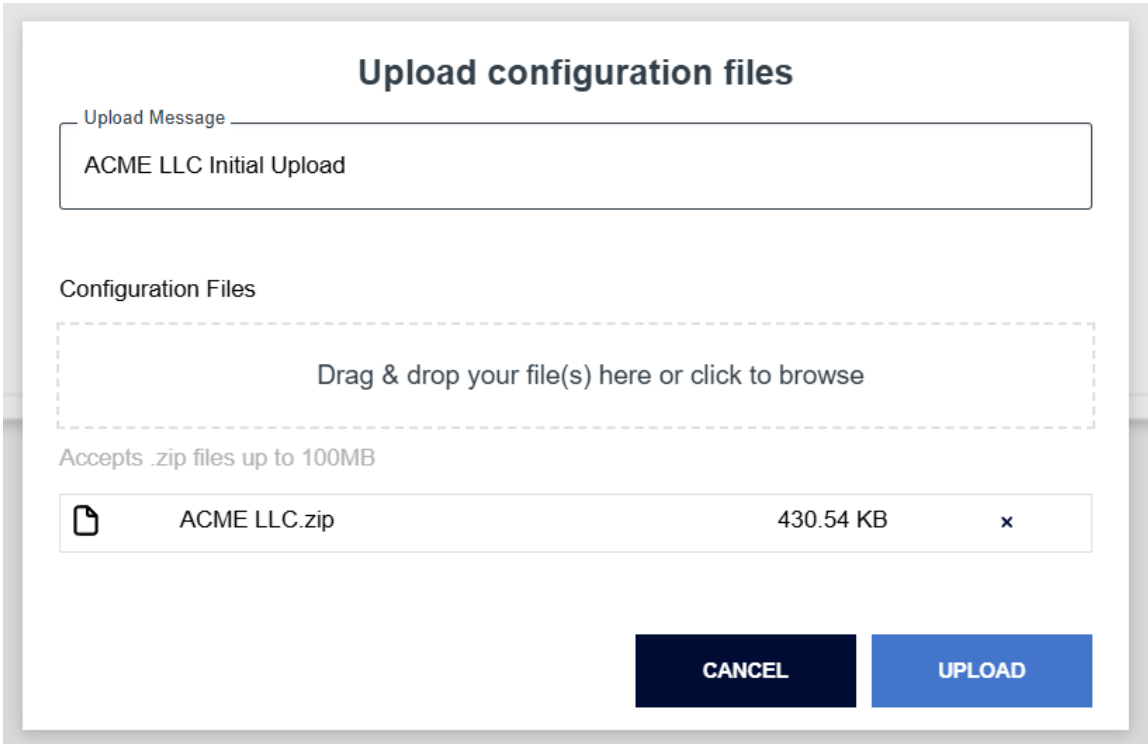 Upload configuration files
Upload Message
ACME LLC Initial Upload
Configuration Files
Drag & drop your file(s) here or click to browse
Accepts .zip files up to 100MB
ACME LLC.zip 430.54 KB ×
CANCEL UPLOAD